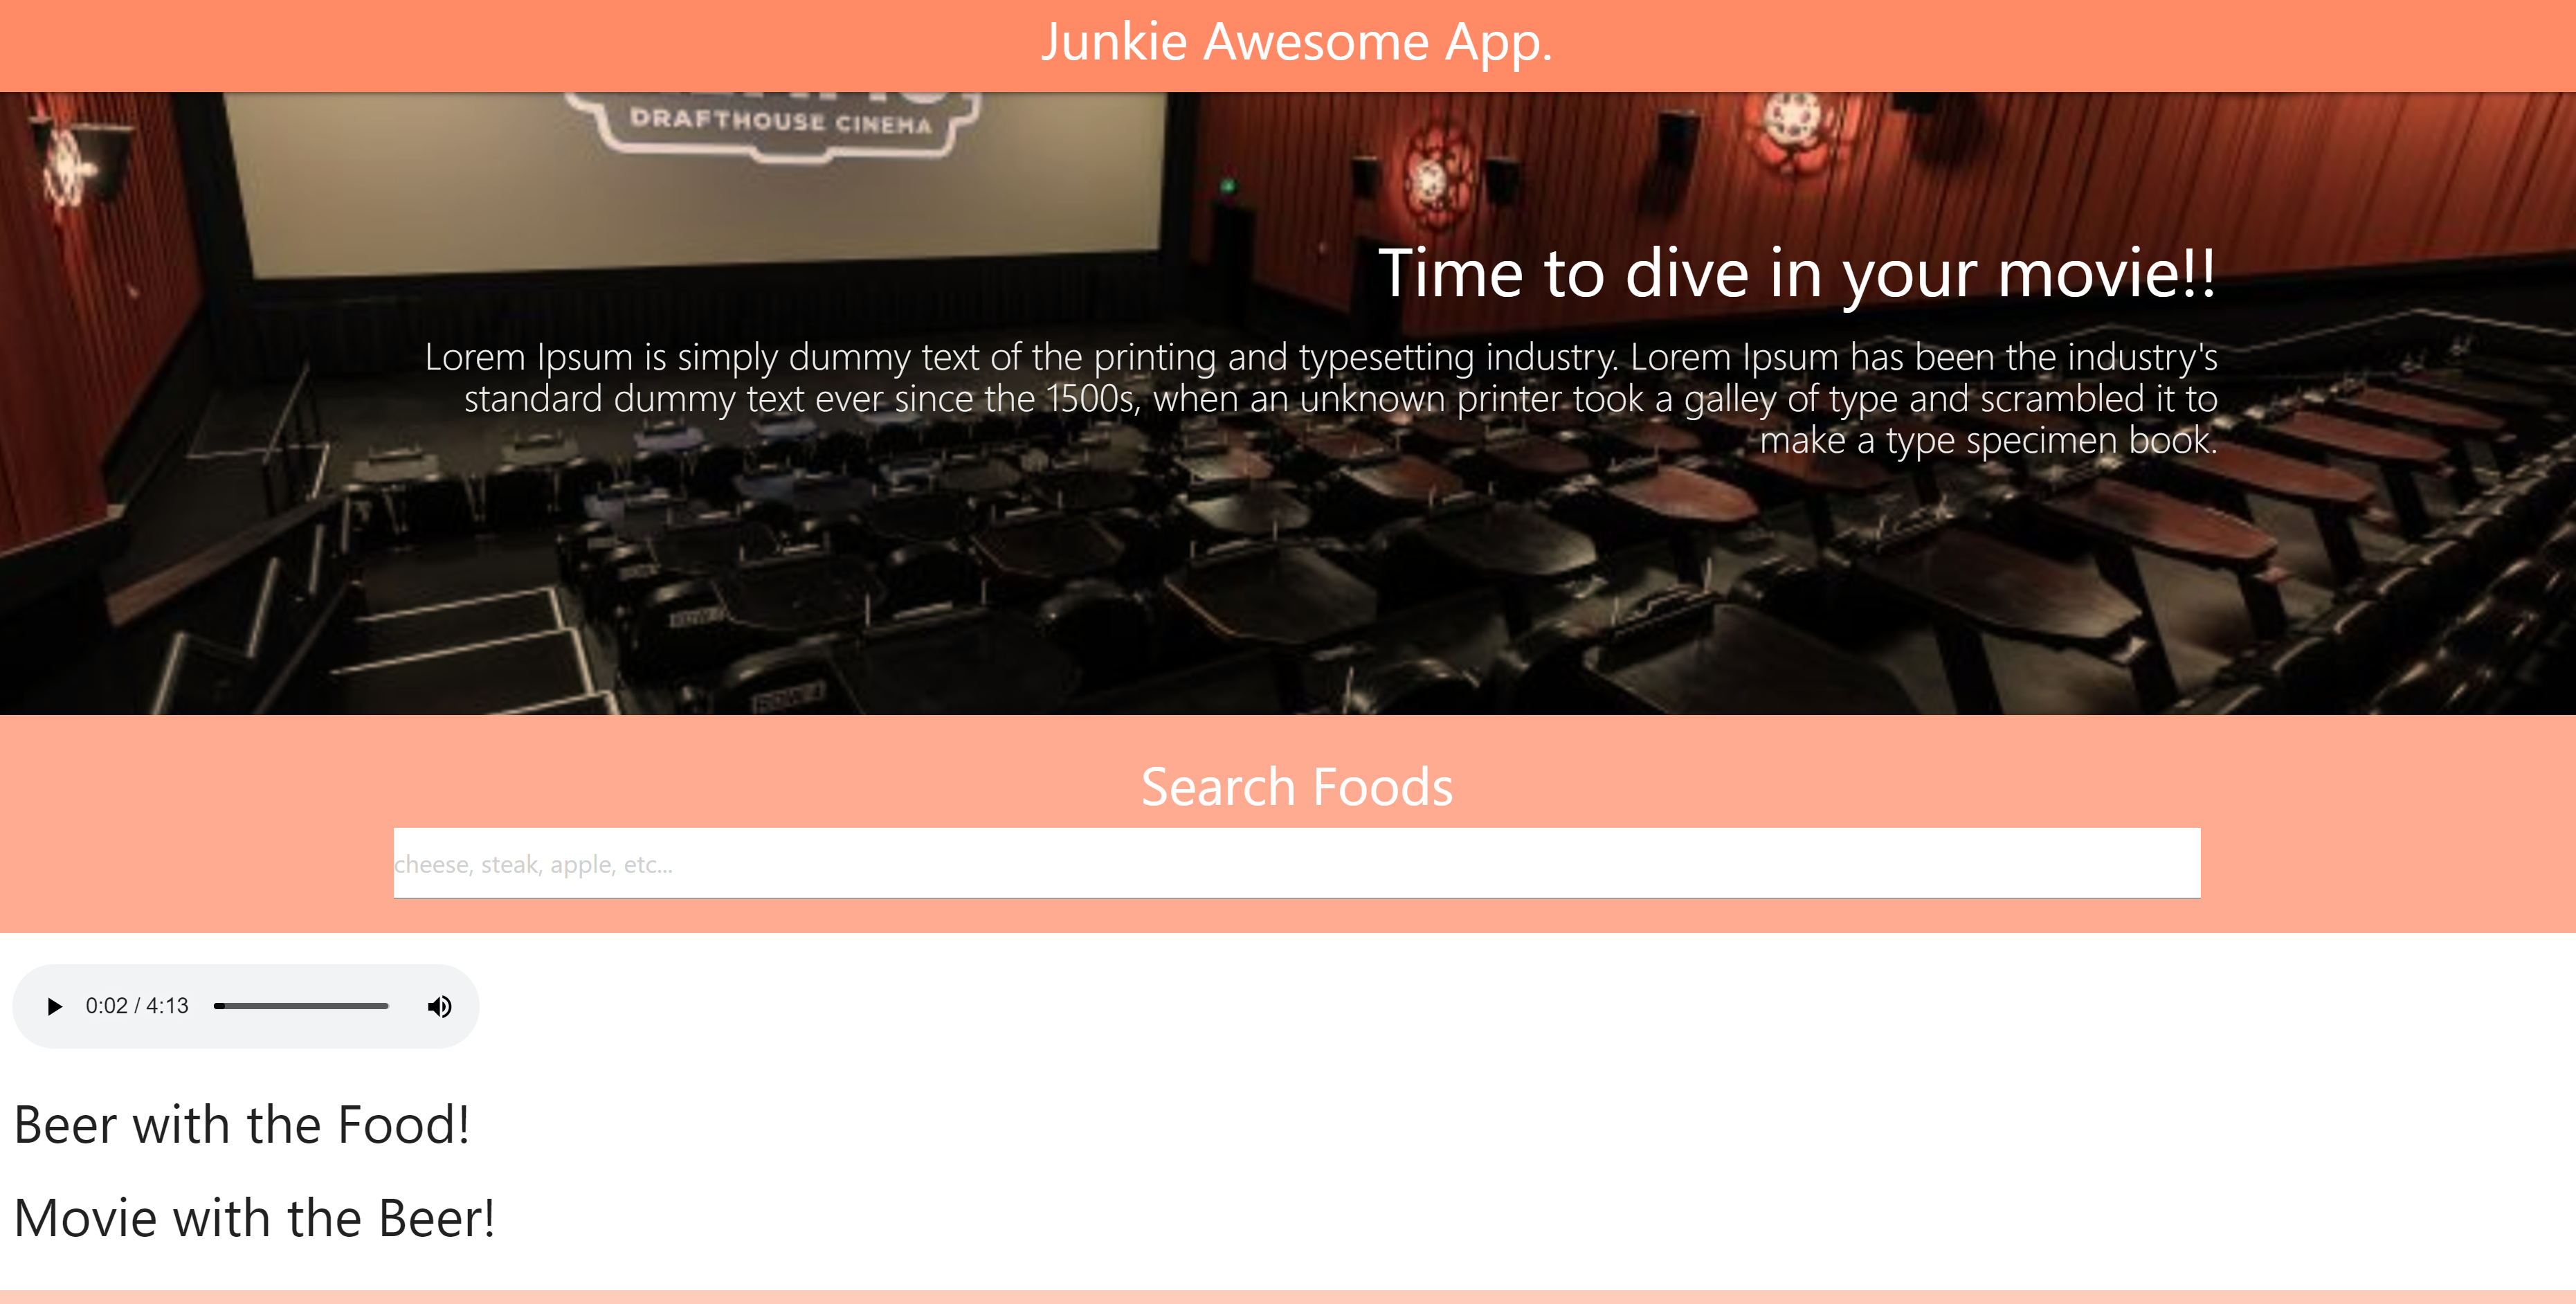 Junkie Awesome App.
DRAFTHOUSE CINEMA
Time to dive in your movie!!
Lorem Ipsum is simply dummy text of the printing and typesetting industry. Lorem Ipsum has been the industry's
standard dummy text ever since the 1500s, when an unknown printer took a galley of type and scrambled it to
make a type specimen book.
Search Foods
cheese, steak, apple, etc...
0:02 / 4:13
Beer with the Food!
Movie with the Beer!